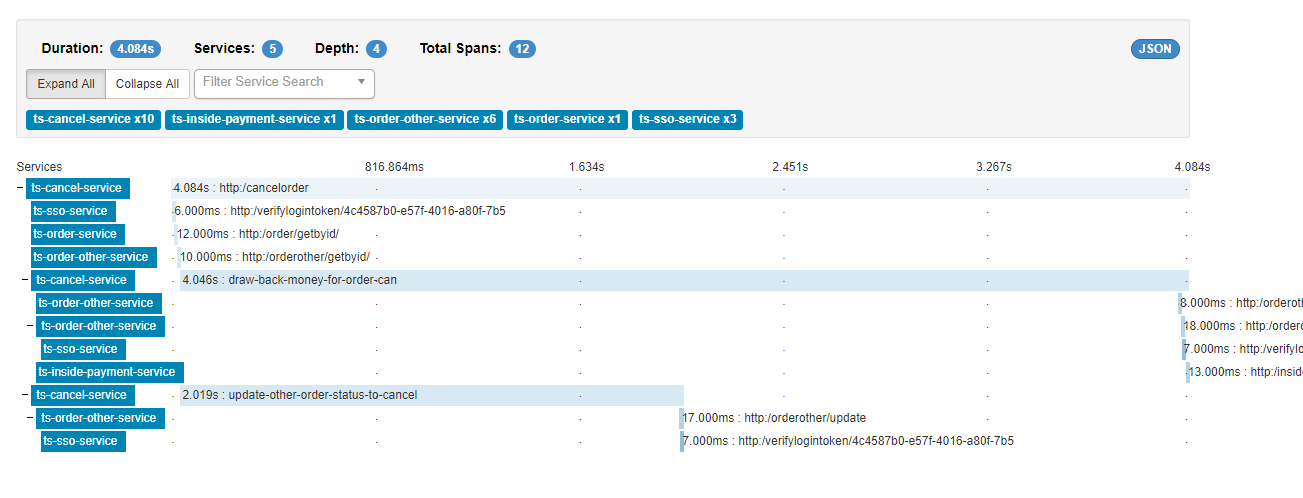 Duration: 4.084s Services: 5 Depth: 4 Total Spans: 12 JSON
Expand All Collapse All Filter Service Search
ts-cancel-service x10 ts-inside-payment-service x1 ts-order-other-service x6 ts-order-service x1 ts-sso-service x3
Services 816.864ms 1.634s 2.451s 3.267s 4.084s
ts-cancel-service 4.084s : http:/cancelorder
ts-sso-service 6.000ms : http:/verifylogintoken/4c4587b0-e57f-4016-a80f-7b5
ts-order-service 12.000ms : http:/order/getbyid/
ts-order-other-service 10.000ms : http:/orderother/getbyid/
ts-cancel-service 4.046s : draw-back-money-for-order-can
ts-order-other-service 8.000ms : http:/orderoth
ts-order-other-service 18.000ms : http:/ordero
ts-sso-service 7.000ms : http:/verifylo
ts-inside-payment-service 13.000ms : http:/insid
ts-cancel-service 2.019s : update-other-order-status-to-cancel
ts-order-other-service 17.000ms : http:/orderother/update
ts-sso-service 7.000ms : http:/verifylogintoken/4c4587b0-e57f-4016-a80f-7b5